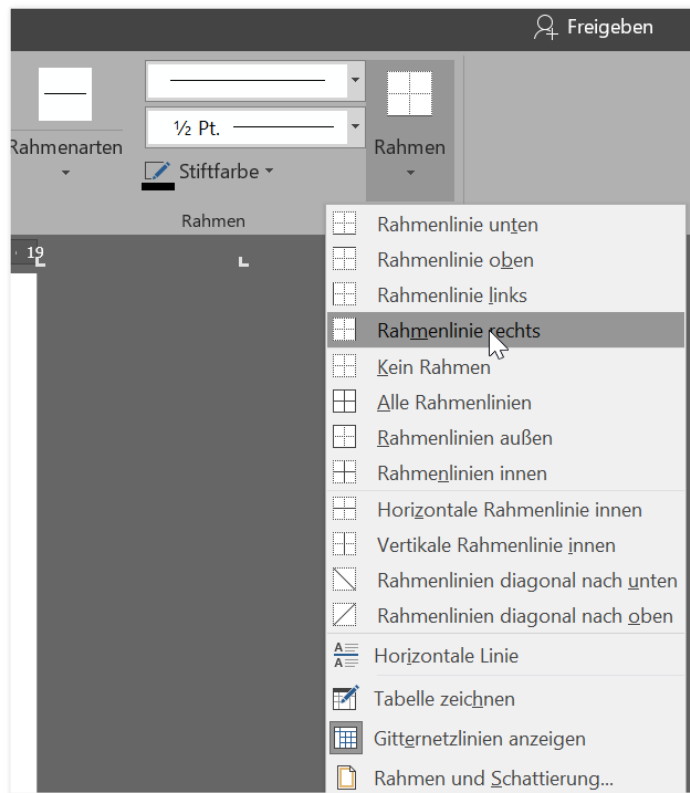 Freigeben
½ Pt.
Rahmenarten
Rahmen
Stiftfarbe
Rahmen
19
Rahmenlinie unten
Rahmenlinie oben
Rahmenlinie links
Rahmenlinie rechts
Kein Rahmen
Alle Rahmenlinien
Rahmenlinien außen
Rahmenlinien innen
Horizontale Rahmenlinie innen
Vertikale Rahmenlinie innen
Rahmenlinien diagonal nach unten
Rahmenlinien diagonal nach oben
Horizontale Linie
Tabelle zeichnen
Gitternetzlinien anzeigen
Rahmen und Schattierung...